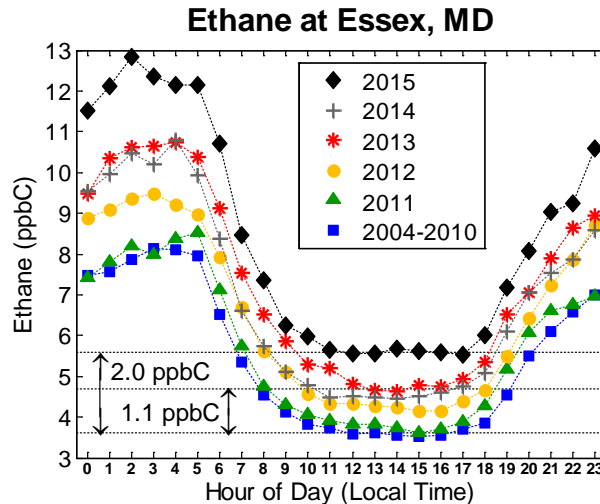 Ethane at Essex, MD
13
12
11
10
9
8
7
6
5
4
3
Ethane (ppbC)
2015
2014
2013
2012
2011
2004-2010
2.0 ppbC
1.1 ppbC
0 1 2 3 4 5 6 7 8 9 10 11 12 13 14 15 16 17 18 19 20 21 22 23
Hour of Day (Local Time)